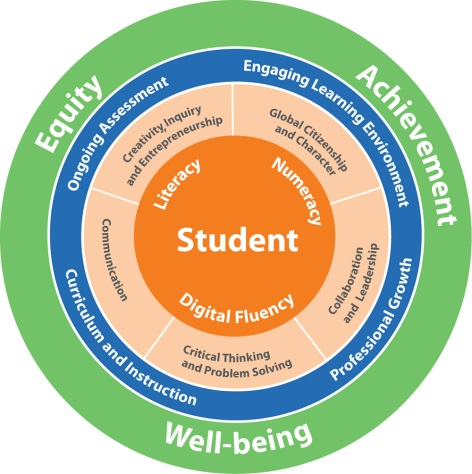 Equity
Achievement
Well-being
Ongoing Assessment
Engaging Learning Environment
Professional Growth
Curriculum and Instruction
Creativity, Inquiry
and Entrepreneurship
Global Citizenship
and Character
Collaboration
and Leadership
Critical Thinking
and Problem Solving
Communication
Literacy
Numeracy
Student
Digital Fluency